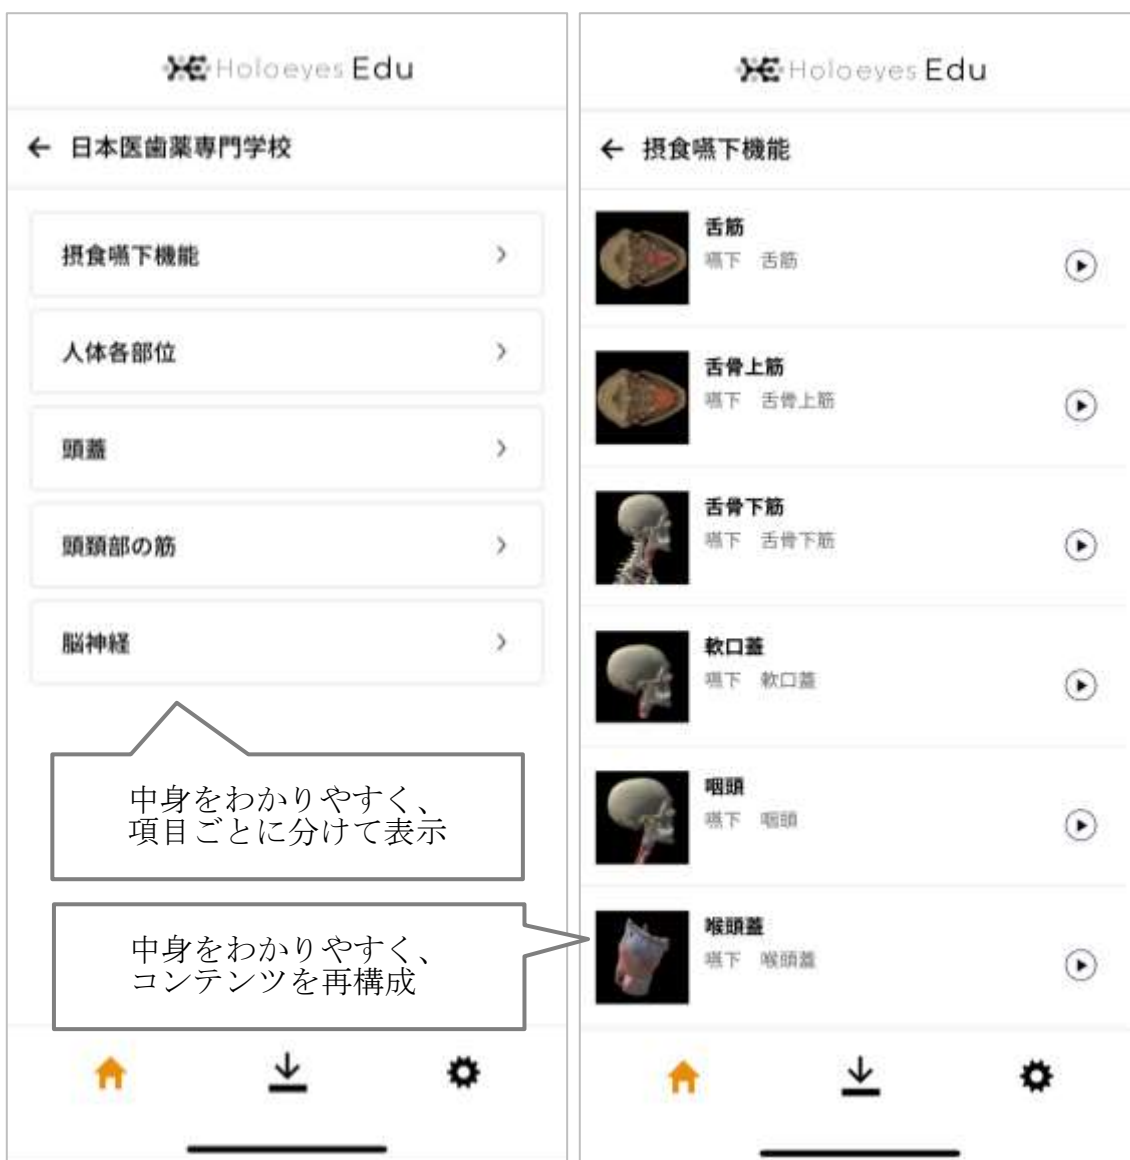 Holoeyes Edu
← 日本医歯薬専門学校
摂食嚥下機能
人体各部位
頭蓋
頭頚部の筋
脳神経
中身をわかりやすく、
項目ごとに分けて表示
中身をわかりやすく、
コンテンツを再構成
Holoeyes Edu
← 摂食嚥下機能
舌筋
嚥下 舌筋
舌骨上筋
嚥下 舌骨上筋
舌骨下筋
嚥下 舌骨下筋
軟口蓋
嚥下 軟口蓋
咽頭
嚥下 咽頭
喉頭蓋
嚥下 喉頭蓋